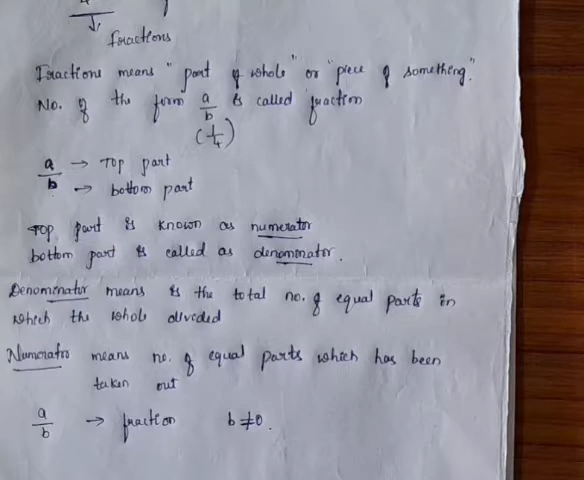 fractions
Fractions means "part of whole" or "piece of something."
No. of the form a/b is called fraction
(1/4)
a/b → Top part
→ bottom part
Top part is known as numerator
bottom part is called as denominator.
Denominator means is the total no. of equal parts in
which the whole divided
Numerator means no. of equal parts which has been
taken out
a/b → fraction b ≠ 0.